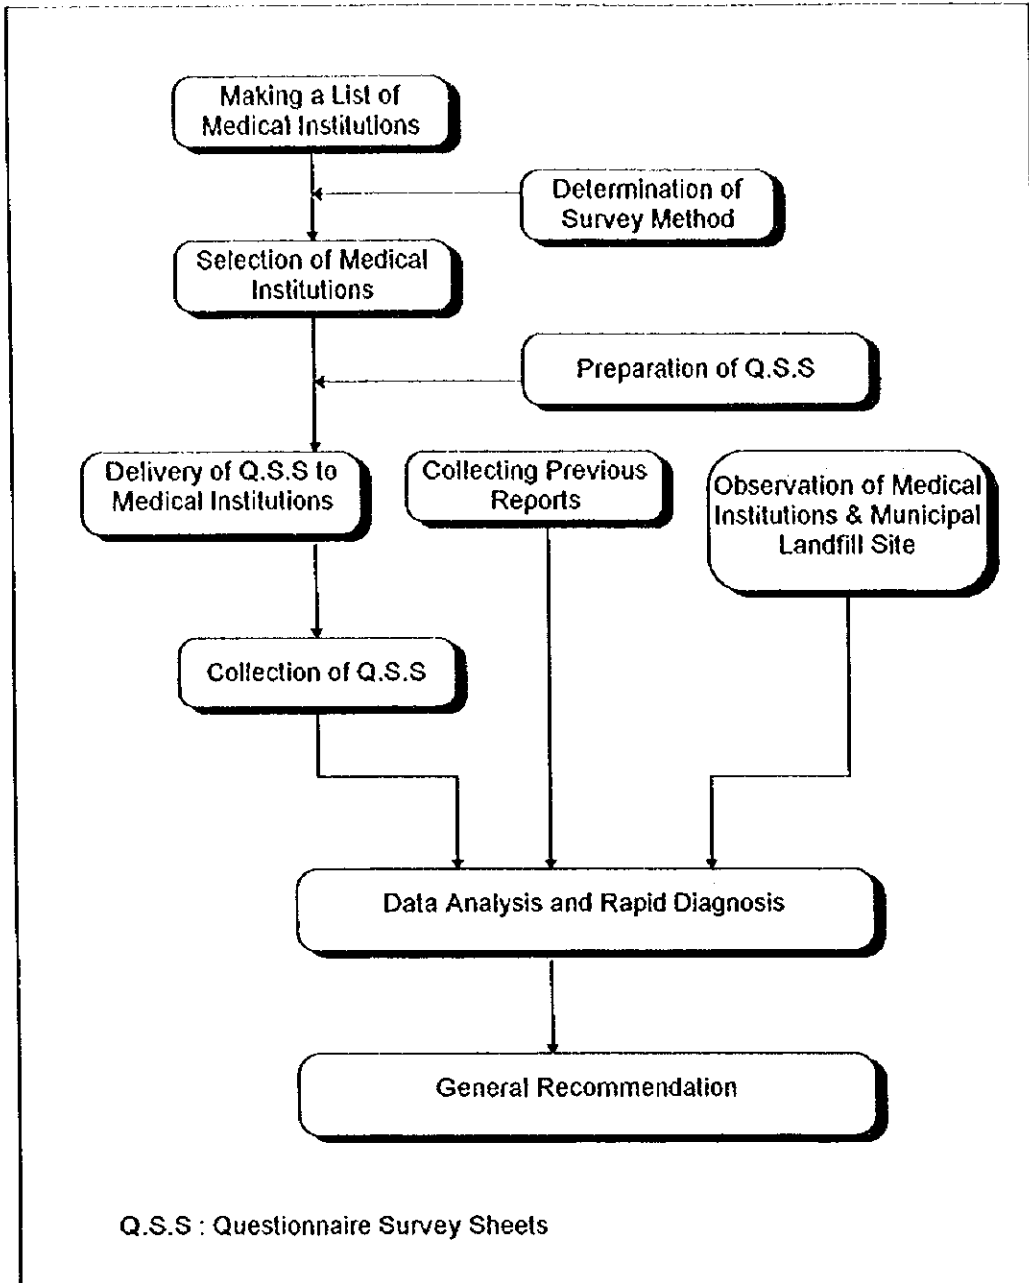 Making a List of
Medical Institutions
Determination of
Survey Method
Selection of Medical
Institutions
Preparation of Q.S.S
Delivery of Q.S.S to
Medical Institutions
Collecting Previous
Reports
Observation of Medical
Institutions & Municipal
Landfill Site
Collection of Q.S.S
Data Analysis and Rapid Diagnosis
General Recommendation
Q.S.S : Questionnaire Survey Sheets